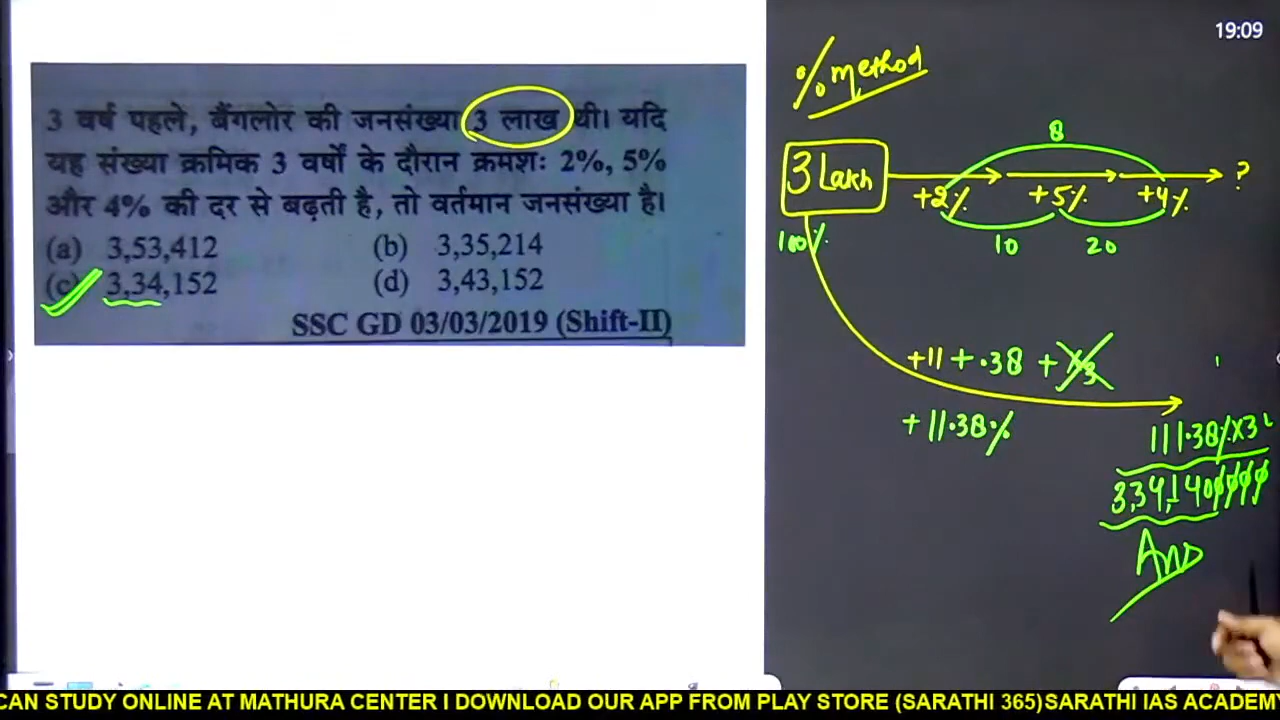 19:09
3 वर्ष पहले, बैंगलोर की जनसंख्या 3 लाख थी। यदि
यह संख्या क्रमिक 3 वर्षों के दौरान क्रमशः 2%, 5%
और 4% की दर से बढ़ती है, तो वर्तमान जनसंख्या है।
(a) 3,53,412 (b) 3,35,214
(c) 3,34,152 (d) 3,43,152
SSC GD 03/03/2019 (Shift-II)
% method
8
3 Lakh ?
+2% +5% +4%
100% 10 20
+11 + .38 +
+11.38%
111.38% X3L
3,34,1400000
Ans
CAN STUDY ONLINE AT MATHURA CENTER I DOWNLOAD OUR APP FROM PLAY STORE (SARATHI 365)SARATHI IAS ACADEM